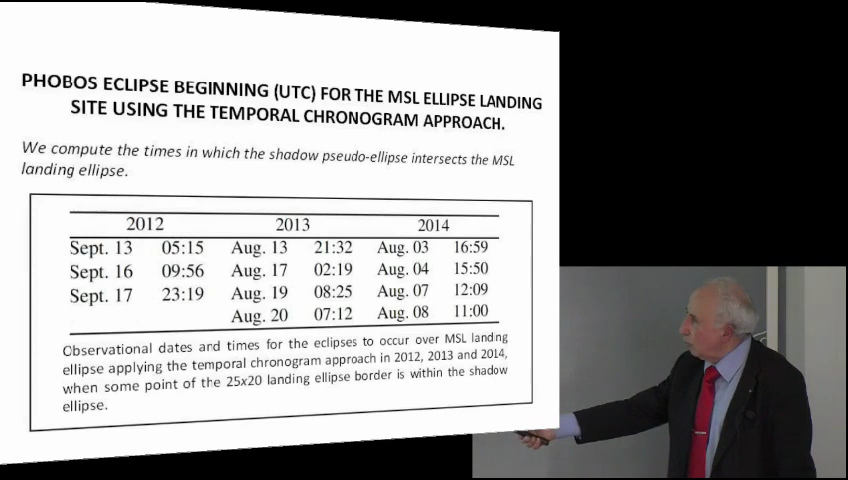 PHOBOS ECLIPSE BEGINNING (UTC) FOR THE MSL ELLIPSE LANDING
SITE USING THE TEMPORAL CHRONOGRAM APPROACH.
We compute the times in which the shadow pseudo-ellipse intersects the MSL
landing ellipse.
2012 2013 2014
Sept. 13 05:15 Aug. 13 21:32 Aug. 03 16:59
Sept. 16 09:56 Aug. 17 02:19 Aug. 04 15:50
Sept. 17 23:19 Aug. 19 08:25 Aug. 07 12:09
Aug. 20 07:12 Aug. 08 11:00
Observational dates and times for the eclipses to occur over MSL landing
ellipse applying the temporal chronogram approach in 2012, 2013 and 2014,
when some point of the 25x20 landing ellipse border is within the shadow
ellipse.